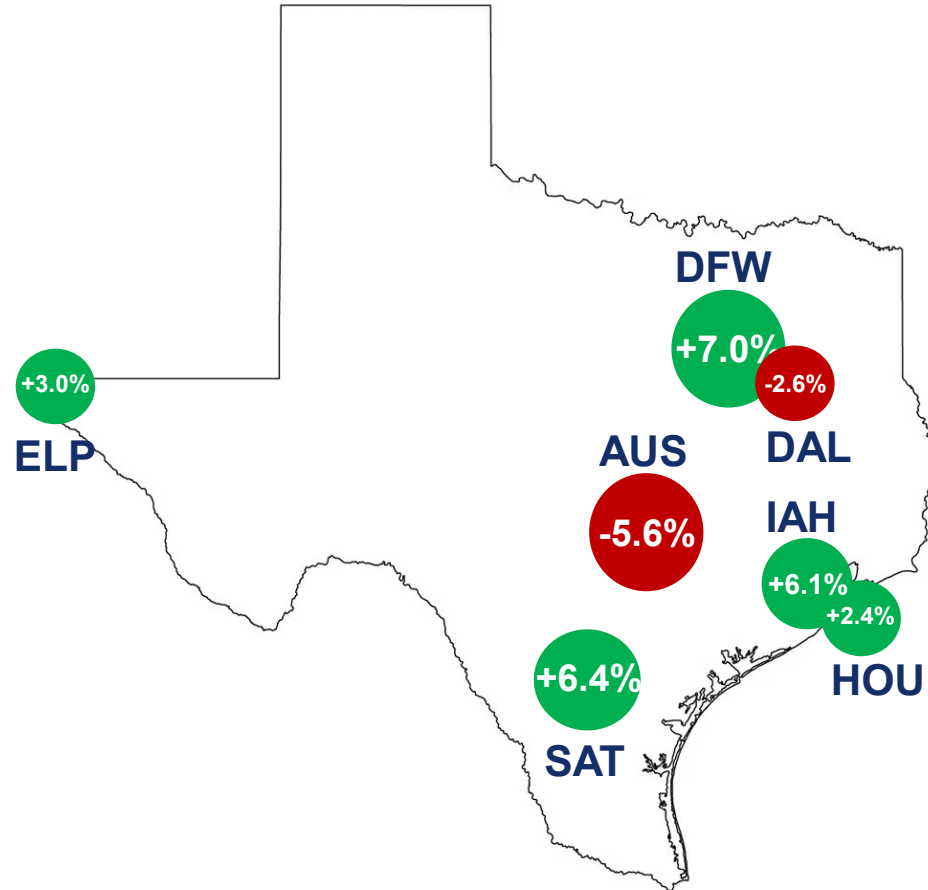 DFW
+7.0%
-2.6%
DAL
+3.0%
ELP
AUS
-5.6%
IAH
+6.1%
+2.4%
HOU
+6.4%
SAT